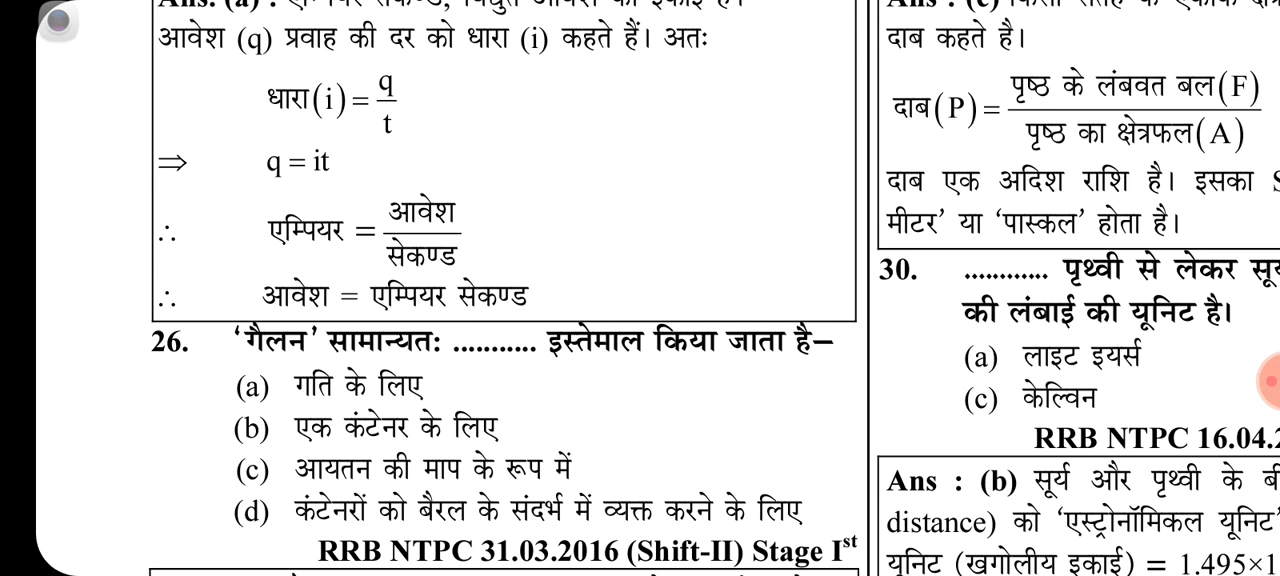 आवेश (q) प्रवाह की दर को धारा (i) कहते हैं। अतः
धारा(i) = q/t
⇒ q = it
∴ एम्पियर = आवेश/सेकण्ड
∴ आवेश = एम्पियर सेकण्ड
26. ‘गैलन’ सामान्यतः ........... इस्तेमाल किया जाता है–
(a) गति के लिए
(b) एक कंटेनर के लिए
(c) आयतन की माप के रूप में
(d) कंटेनरों को बैरल के संदर्भ में व्यक्त करने के लिए
RRB NTPC 31.03.2016 (Shift-II) Stage Ist
दाब कहते है।
दाब(P) = पृष्ठ के लंबवत बल(F)/पृष्ठ का क्षेत्रफल(A)
दाब एक अदिश राशि है। इसका
मीटर’ या ‘पास्कल’ होता है।
30. ............ पृथ्वी से लेकर
की लंबाई की यूनिट है।
(a) लाइट इयर्स
(c) केल्विन
RRB NTPC 16.04.
Ans : (b) सूर्य और पृथ्वी के
distance) को ‘एस्ट्रोनॉमिकल यूनिट’
यूनिट (खगोलीय इकाई) = 1.495×1